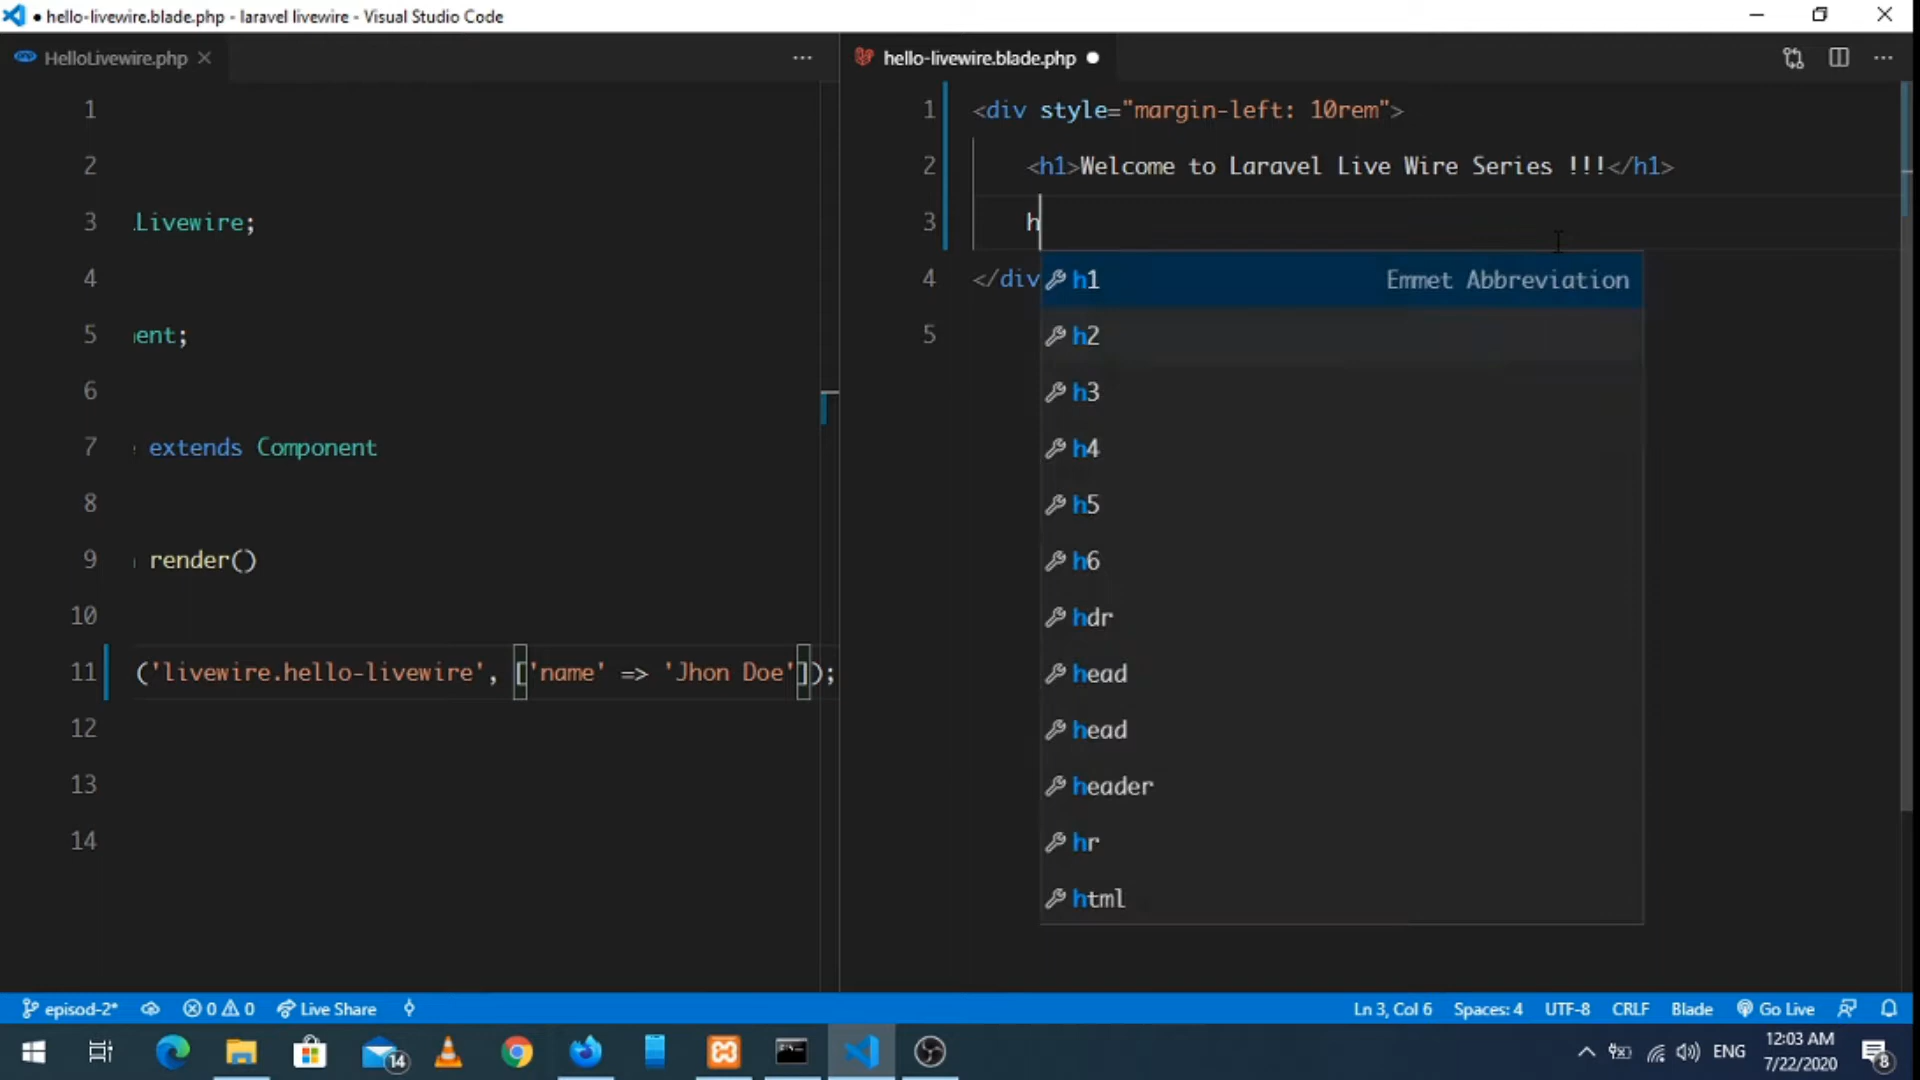 hello-livewire.blade.php - laravel livewire - Visual Studio Code
HelloLivewire.php
1
2
3 Livewire;
4
5 ent;
6
7 extends Component
8
9 render()
10
11 ('livewire.hello-livewire', ['name' => 'Jhon Doe']);
12
13
14
hello-livewire.blade.php
1 <div style="margin-left: 10rem">
2 <h1>Welcome to Laravel Live Wire Series !!!</h1>
3 h
4 </div
5
h1 Emmet Abbreviation
h2
h3
h4
h5
h6
hdr
head
head
header
hr
html
episod-2* 0 0 Live Share
Ln 3, Col 6 Spaces: 4 UTF-8 CRLF Blade Go Live
14
ENG
12:03 AM
7/22/2020
8